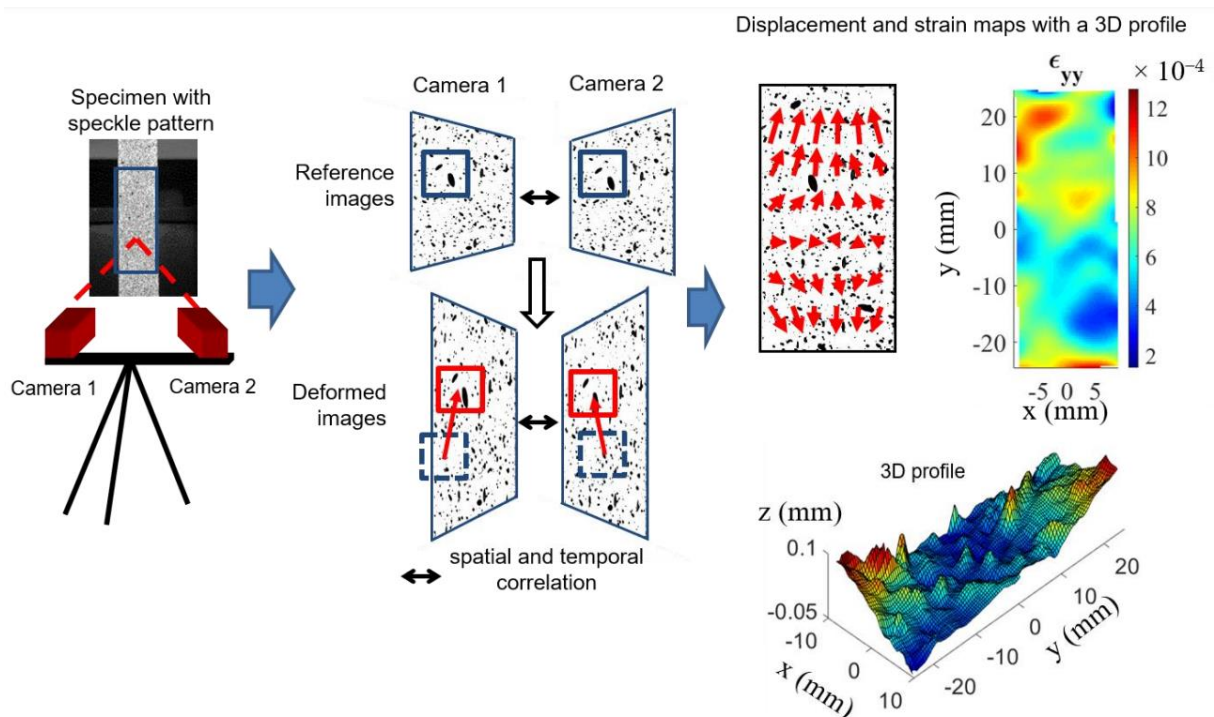 Displacement and strain maps with a 3D profile
Specimen with
speckle pattern
Camera 1
Camera 2
Camera 1
Camera 2
Reference
images
Deformed
images
spatial and temporal
correlation
ϵyy
× 10⁻⁴
12
10
8
6
4
2
20
10
0
-10
-20
y (mm)
-5 0 5
x (mm)
3D profile
z (mm)
0.1
-0.05
-10
0
10
x (mm)
-20
-10
0
10
20
y (mm)